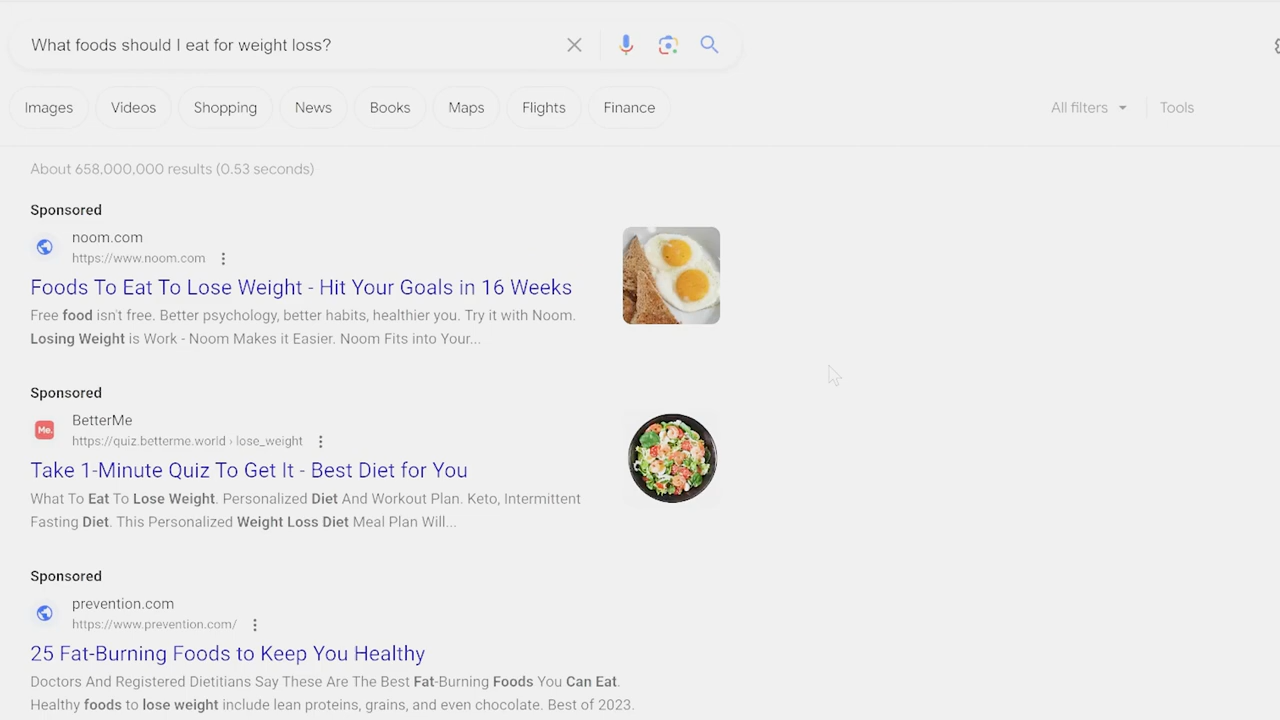 What foods should I eat for weight loss?
Images Videos Shopping News Books Maps Flights Finance All filters Tools
About 658,000,000 results (0.53 seconds)
Sponsored
noom.com
https://www.noom.com
Foods To Eat To Lose Weight - Hit Your Goals in 16 Weeks
Free food isn't free. Better psychology, better habits, healthier you. Try it with Noom.
Losing Weight is Work - Noom Makes it Easier. Noom Fits into Your...
Sponsored
Me.
BetterMe
https://quiz.betterme.world › lose_weight
Take 1-Minute Quiz To Get It - Best Diet for You
What To Eat To Lose Weight. Personalized Diet And Workout Plan. Keto, Intermittent
Fasting Diet. This Personalized Weight Loss Diet Meal Plan Will...
Sponsored
prevention.com
https://www.prevention.com/
25 Fat-Burning Foods to Keep You Healthy
Doctors And Registered Dietitians Say These Are The Best Fat-Burning Foods You Can Eat.
Healthy foods to lose weight include lean proteins, grains, and even chocolate. Best of 2023.